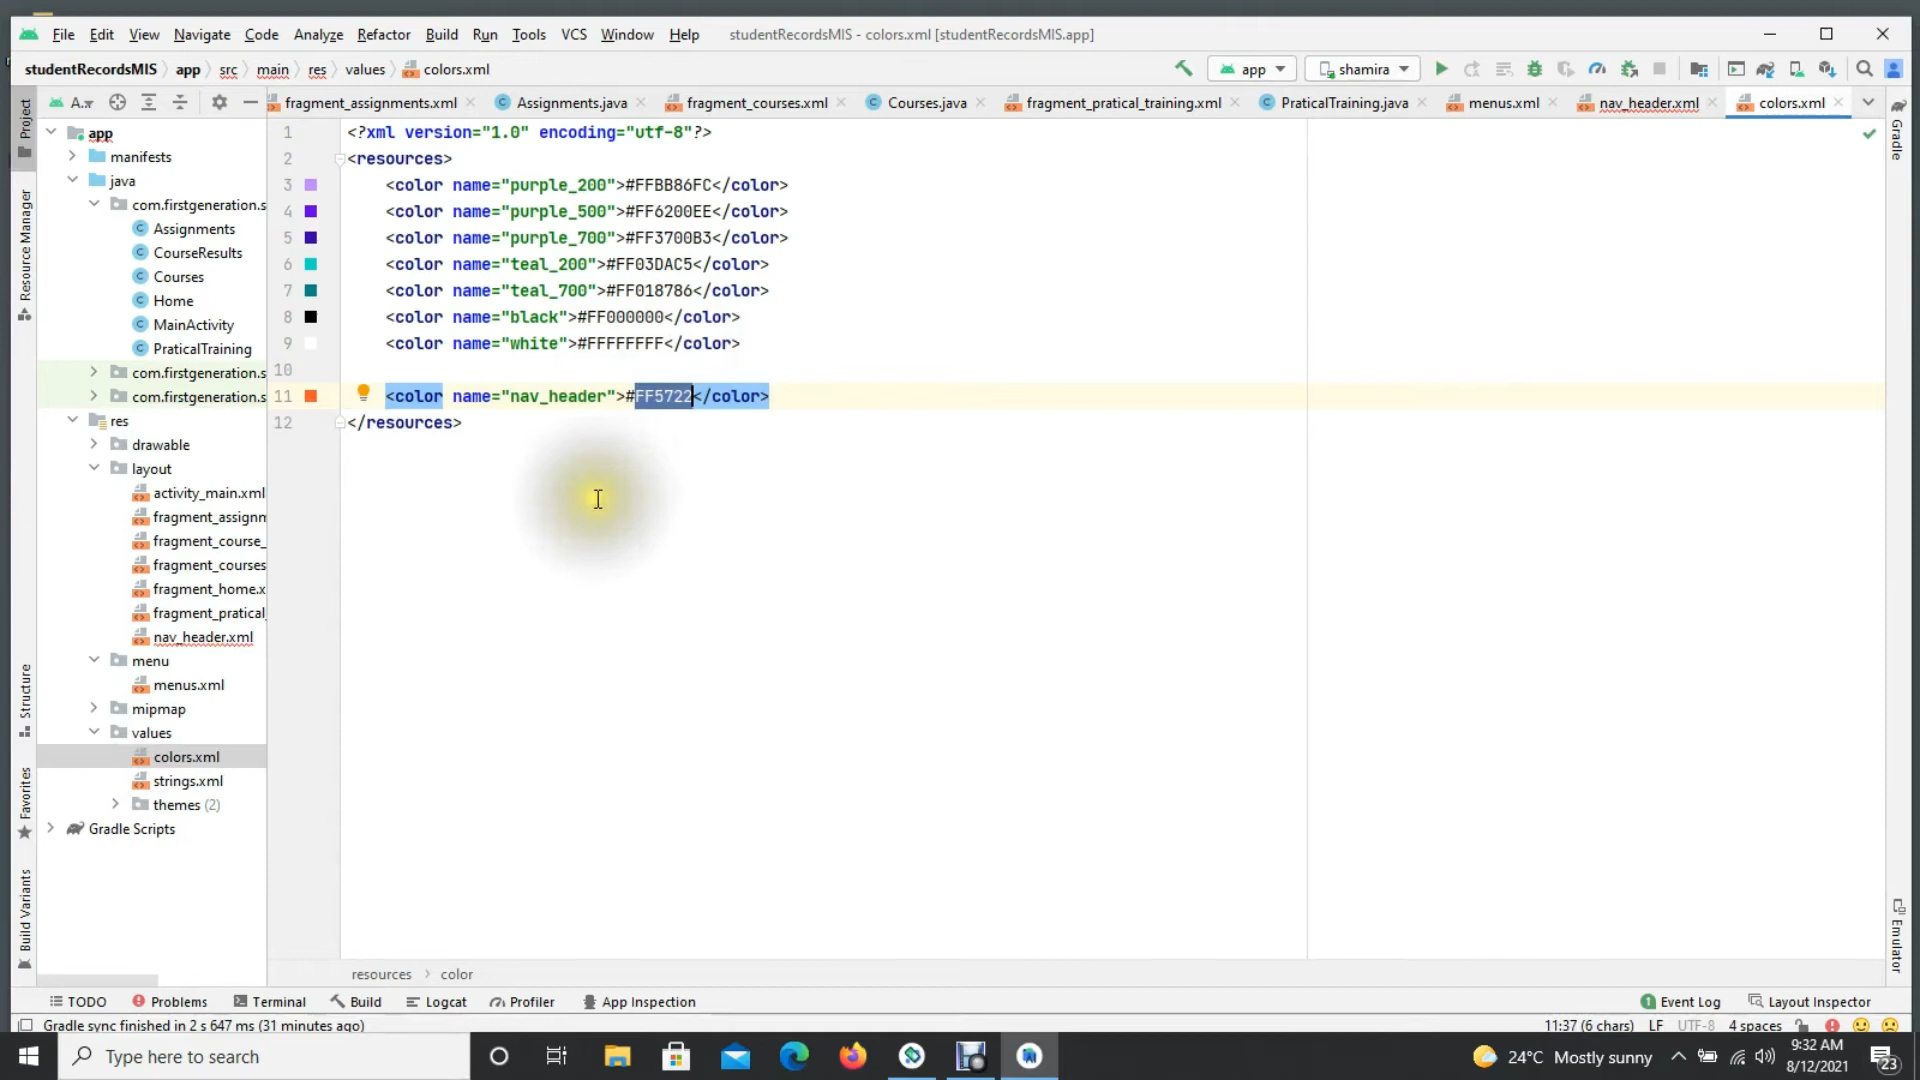 File Edit View Navigate Code Analyze Refactor Build Run Tools VCS Window Help studentRecordsMIS - colors.xml [studentRecordsMIS.app]
studentRecordsMIS app src main res values colors.xml app shamira
A.. fragment_assignments.xml Assignments.java fragment_courses.xml Courses.java fragment_pratical_training.xml PraticalTraining.java menus.xml nav_header.xml colors.xml
Project
Resource Manager
Structure
Favorites
Build Variants
app
manifests
java
com.firstgeneration.s
Assignments
CourseResults
Courses
Home
MainActivity
PraticalTraining
com.firstgeneration.s
com.firstgeneration.s
res
drawable
layout
activity_main.xml
fragment_assignm
fragment_course_
fragment_courses
fragment_home.x
fragment_pratical_
nav_header.xml
menu
menus.xml
mipmap
values
colors.xml
strings.xml
themes (2)
Gradle Scripts
1 <?xml version="1.0" encoding="utf-8"?>
2 <resources>
3 <color name="purple_200">#FFBB86FC</color>
4 <color name="purple_500">#FF6200EE</color>
5 <color name="purple_700">#FF3700B3</color>
6 <color name="teal_200">#FF03DAC5</color>
7 <color name="teal_700">#FF018786</color>
8 <color name="black">#FF000000</color>
9 <color name="white">#FFFFFFFF</color>
10
11 <color name="nav_header">#FF5722</color>
12 </resources>
Gradle
Emulator
resources color
TODO Problems Terminal Build Logcat Profiler App Inspection 1 Event Log Layout Inspector
Gradle sync finished in 2 s 647 ms (31 minutes ago) 11:37 (6 chars) LF UTF-8 4 spaces
Type here to search 24°C Mostly sunny 9:32 AM
8/12/2021 23